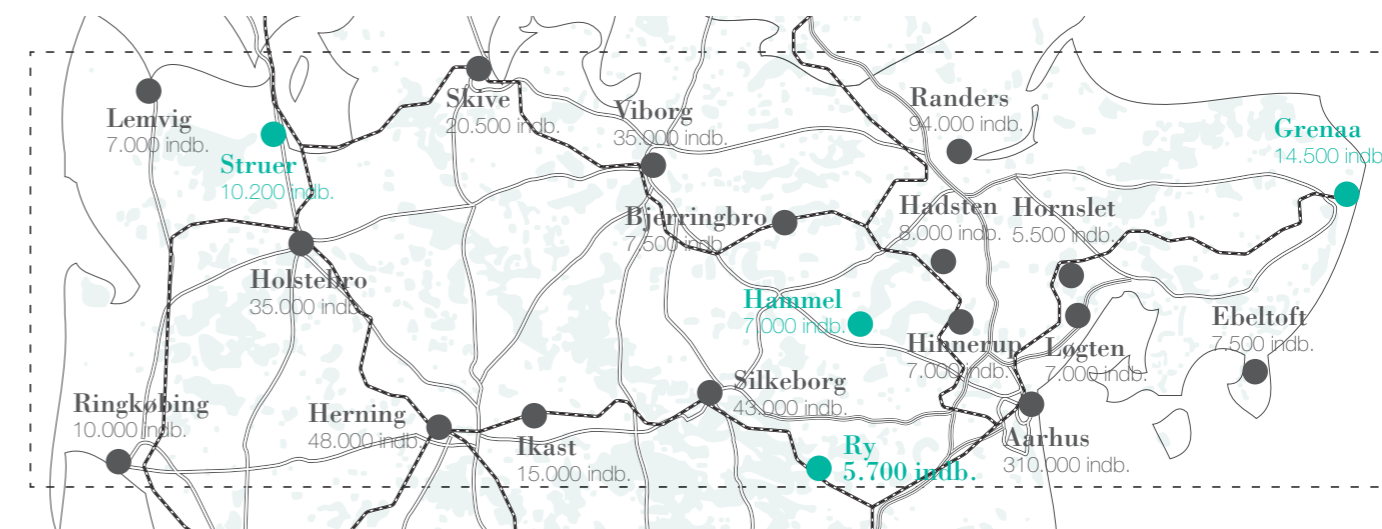 Lemvig
7.000 indb.
Struer
10.200 indb.
Skive
20.500 indb.
Viborg
35.000 indb.
Randers
94.000 indb.
Grenaa
14.500 indb
Bjerringbro
7.500 indb.
Hadsten
8.000 indb.
Hornslet
5.500 indb.
Holstebro
35.000 indb.
Hammel
7.000 indb.
Hinnerup
7.000 indb.
Løgten
7.000 indb.
Ebeltoft
7.500 indb.
Ringkøbing
10.000 indb.
Herning
48.000 indb.
Ikast
15.000 indb.
Silkeborg
43.000 indb.
Ry
5.700 indb.
Aarhus
310.000 indb.